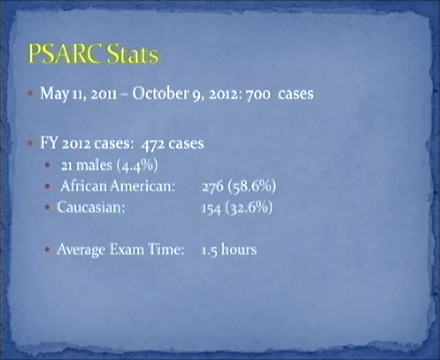 PSARC Stats
May 11, 2011 – October 9, 2012: 700 cases
FY 2012 cases: 472 cases
21 males (4.4%)
African American: 276 (58.6%)
Caucasian: 154 (32.6%)
Average Exam Time: 1.5 hours